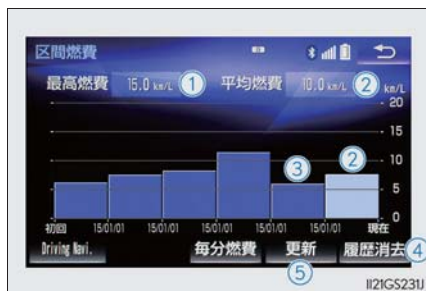 区間燃費
最高燃費 15.0 km/L ① 平均燃費 10.0 km/L ② km/L
20
15
10
5
0
③ ②
初回 15/01/01 15/01/01 15/01/01 15/01/01 15/01/01 現在
Driving Navi. 毎分燃費 更新 履歴消去 ④
⑤
II21GS231J